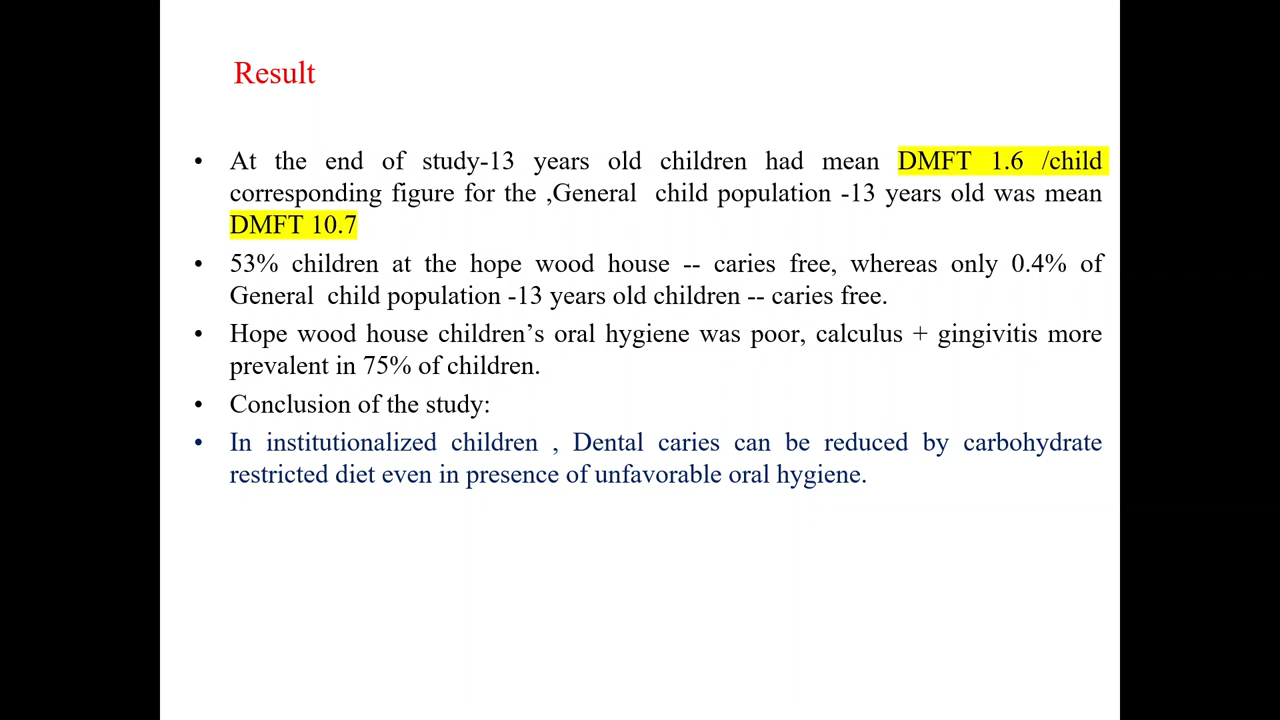 Result
• At the end of study-13 years old children had mean DMFT 1.6 /child
corresponding figure for the ,General child population -13 years old was mean
DMFT 10.7
• 53% children at the hope wood house -- caries free, whereas only 0.4% of
General child population -13 years old children -- caries free.
• Hope wood house children’s oral hygiene was poor, calculus + gingivitis more
prevalent in 75% of children.
• Conclusion of the study:
• In institutionalized children , Dental caries can be reduced by carbohydrate
restricted diet even in presence of unfavorable oral hygiene.